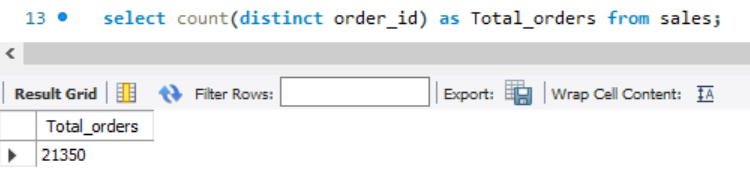 13 select count(distinct order_id) as Total_orders from sales;
Result Grid Filter Rows: Export: Wrap Cell Content: IA
Total_orders
21350